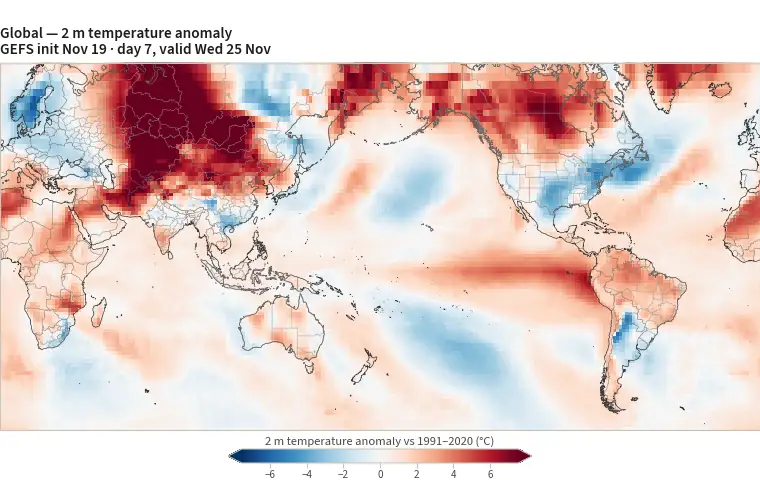 Global — 2 m temperature anomaly
GEFS init Nov 19 · day 7, valid Wed 25 Nov
2 m temperature anomaly vs 1991–2020 (°C)
−6 −4 −2 0 2 4 6